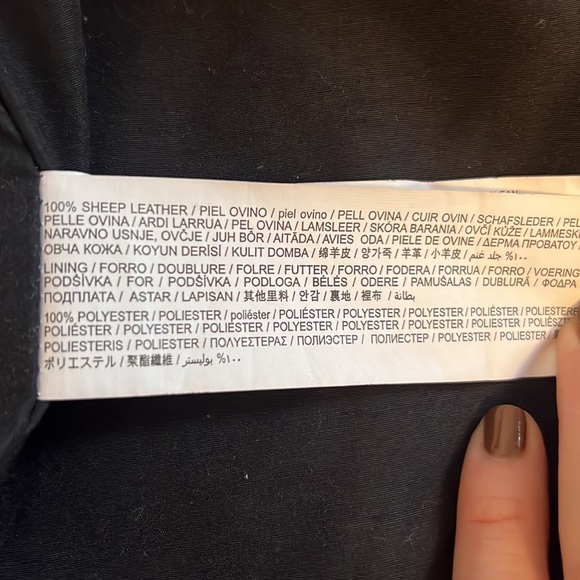 100% SHEEP LEATHER / PIEL OVINO / piel ovino / PELL OVINA / CUIR OVIN / SCHAFSLEDER / PEL
PELLE OVINA / ARDI LARRUA / PEL OVINA / LAMSLEER / SKÓRA BARANIA / OVČÍ KŮŽE / LAMMESKI
NARAVNO USNJE, OVČJE / JUH BŐR / AITĀDA / AVIES ODA / PIELE DE OVINE / ДЕРМА ПРОВАТОУ /
ОВЧА КОЖА / KOYUN DERİSİ / KULIT DOMBA / 绵羊皮 / 양가죽 / 羊革 / 小羊皮 / جلد غنم ٪١٠٠
LINING / FORRO / DOUBLURE / FOLRE / FUTTER / FORRO / FODERA / FORRUA / FORRO / VOERING
PODŠÍVKA / FOR / PODŠÍVKA / PODLOGA / BÉLÉS / ODERE / PAMUŠALAS / DUBLURĂ / ΦΟΔΡΑ
ПОДПЛАТА / ASTAR / LAPISAN / 其他里料 / 안감 / 裏地 / 裡布 / بطانة /
100% POLYESTER / POLIESTER / poliéster / POLIÈSTER / POLYESTER / POLYESTER / POLIESTERE
POLIÉSTER / POLYESTER / POLIESTER / POLYESTER / POLYESTER / POLYESTER / POLIESTER / POLIÉSZ
POLIESTERIS / ΠΟΛΥΕΣΤΕΡΑΣ / ПОЛИЭСТЕР / ПОЛИЕСТЕР / POLYESTER / POLIESTER /
ポリエステル / 聚酯纖維 / بوليستر ٪١٠٠